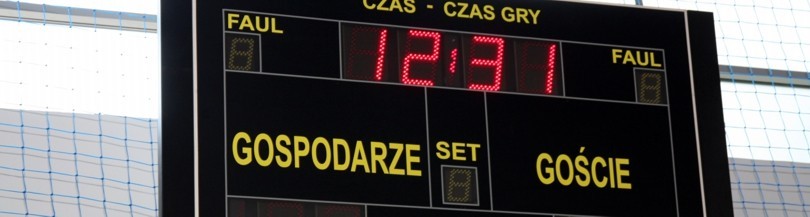 CZAS - CZAS GRY
FAUL
12:31
FAUL
GOSPODARZE
SET
GOŚCIE